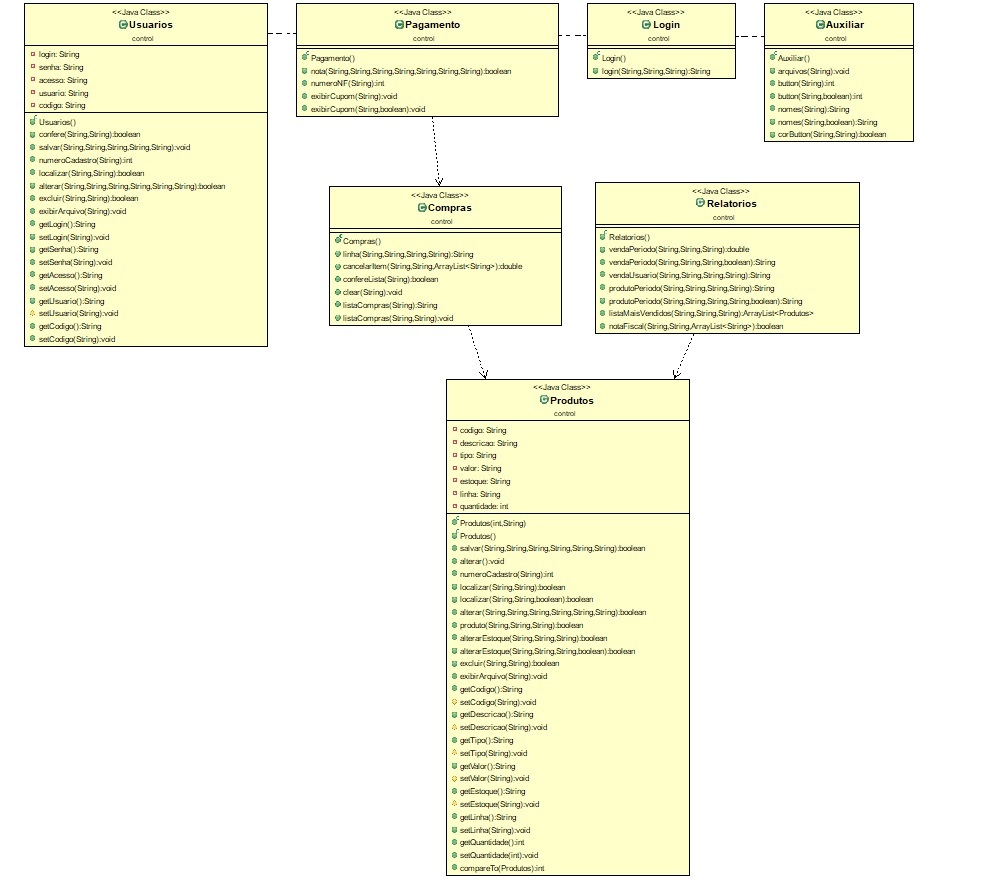 <<Java Class>>
Usuarios
control
login: String
senha: String
acesso: String
usuario: String
codigo: String
Usuarios()
confere(String,String):boolean
salvar(String,String,String,String,String):void
numeroCadastro(String):int
localizar(String,String):boolean
alterar(String,String,String,String,String,String):boolean
excluir(String,String):boolean
exibirArquivo(String):void
getLogin():String
setLogin(String):void
getSenha():String
setSenha(String):void
getAcesso():String
setAcesso(String):void
getUsuario():String
setUsuario(String):void
getCodigo():String
setCodigo(String):void
<<Java Class>>
Pagamento
control
Pagamento()
nota(String,String,String,String,String,String,String):boolean
numeroNF(String):int
exibirCupom(String):void
exibirCupom(String,boolean):void
<<Java Class>>
Login
control
Login()
login(String,String,String):String
<<Java Class>>
Auxiliar
control
Auxiliar()
arquivos(String):void
button(String):int
button(String,boolean):int
nomes(String):String
nomes(String,boolean):String
corButton(String,String):boolean
<<Java Class>>
Compras
control
Compras()
linha(String,String,String,String):String
cancelarItem(String,String,ArrayList<String>):double
confereLista(String):boolean
clear(String):void
listaCompras(String):String
listaCompras(String,String):void
<<Java Class>>
Relatorios
control
Relatorios()
vendaPeriodo(String,String,String):double
vendaPeriodo(String,String,String,boolean):String
vendaUsuario(String,String,String,String):String
produtoPeriodo(String,String,String,String):String
produtoPeriodo(String,String,String,String,boolean):String
listaMaisVendidos(String,String,String):ArrayList<Produtos>
notaFiscal(String,String,ArrayList<String>):boolean
<<Java Class>>
Produtos
control
codigo: String
descricao: String
tipo: String
valor: String
estoque: String
linha: String
quantidade: int
Produtos(int,String)
Produtos()
salvar(String,String,String,String,String,String):boolean
alterar():void
numeroCadastro(String):int
localizar(String,String):boolean
localizar(String,String,boolean):boolean
alterar(String,String,String,String,String,String):boolean
produto(String,String,String):boolean
alterarEstoque(String,String,String):boolean
alterarEstoque(String,String,String,boolean):boolean
excluir(String,String):boolean
exibirArquivo(String):void
getCodigo():String
setCodigo(String):void
getDescricao():String
setDescricao(String):void
getTipo():String
setTipo(String):void
getValor():String
setValor(String):void
getEstoque():String
setEstoque(String):void
getLinha():String
setLinha(String):void
getQuantidade():int
setQuantidade(int):void
compareTo(Produtos):int